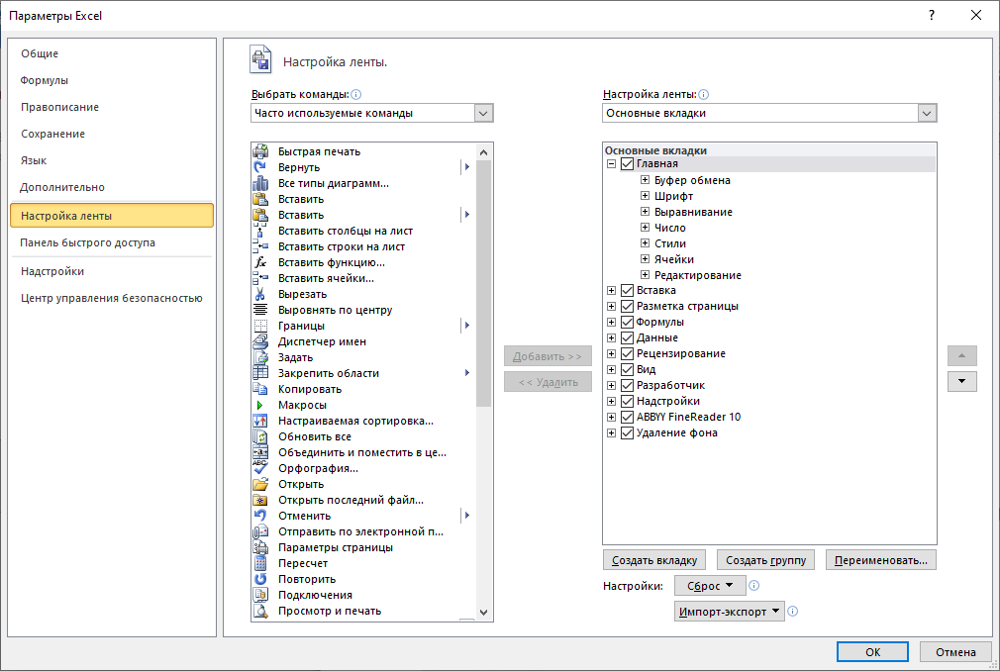 Параметры Excel
Общие
Формулы
Правописание
Сохранение
Язык
Дополнительно
Настройка ленты
Панель быстрого доступа
Надстройки
Центр управления безопасностью
Настройка ленты.
Выбрать команды:
Часто используемые команды
Быстрая печать
Вернуть
Все типы диаграмм...
Вставить
Вставить
Вставить столбцы на лист
Вставить строки на лист
Вставить функцию...
Вставить ячейки...
Вырезать
Выровнять по центру
Границы
Диспетчер имен
Задать
Закрепить области
Копировать
Макросы
Настраиваемая сортировка...
Обновить все
Объединить и поместить в це...
Орфография...
Открыть
Открыть последний файл...
Отменить
Отправить по электронной п...
Параметры страницы
Пересчет
Повторить
Подключения
Просмотр и печать
Добавить >>
<< Удалить
Настройка ленты:
Основные вкладки
Основные вкладки
Главная
Буфер обмена
Шрифт
Выравнивание
Число
Стили
Ячейки
Редактирование
Вставка
Разметка страницы
Формулы
Данные
Рецензирование
Вид
Разработчик
Надстройки
ABBYY FineReader 10
Удаление фона
Создать вкладку
Создать группу
Переименовать...
Настройки:
Сброс
Импорт-экспорт
ОК
Отмена